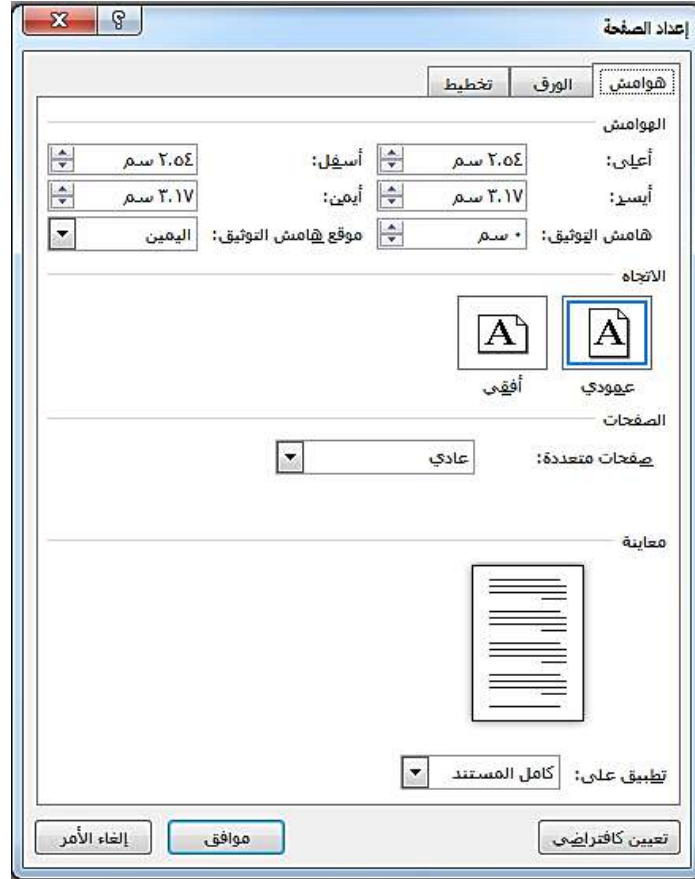 إعداد الصفحة
هوامش الورق تخطيط
الهوامش
أعلى: ٢.٥٤ سم أسفل: ٢.٥٤ سم
أيسر: ٣.١٧ سم أيمن: ٣.١٧ سم
هامش التوثيق: ٠ سم موقع هامش التوثيق: اليمين
الاتجاه
A A
عمودي أفقي
الصفحات
صفحات متعددة: عادي
معاينة
تطبيق على: كامل المستند
تعيين كافتراضي موافق إلغاء الأمر